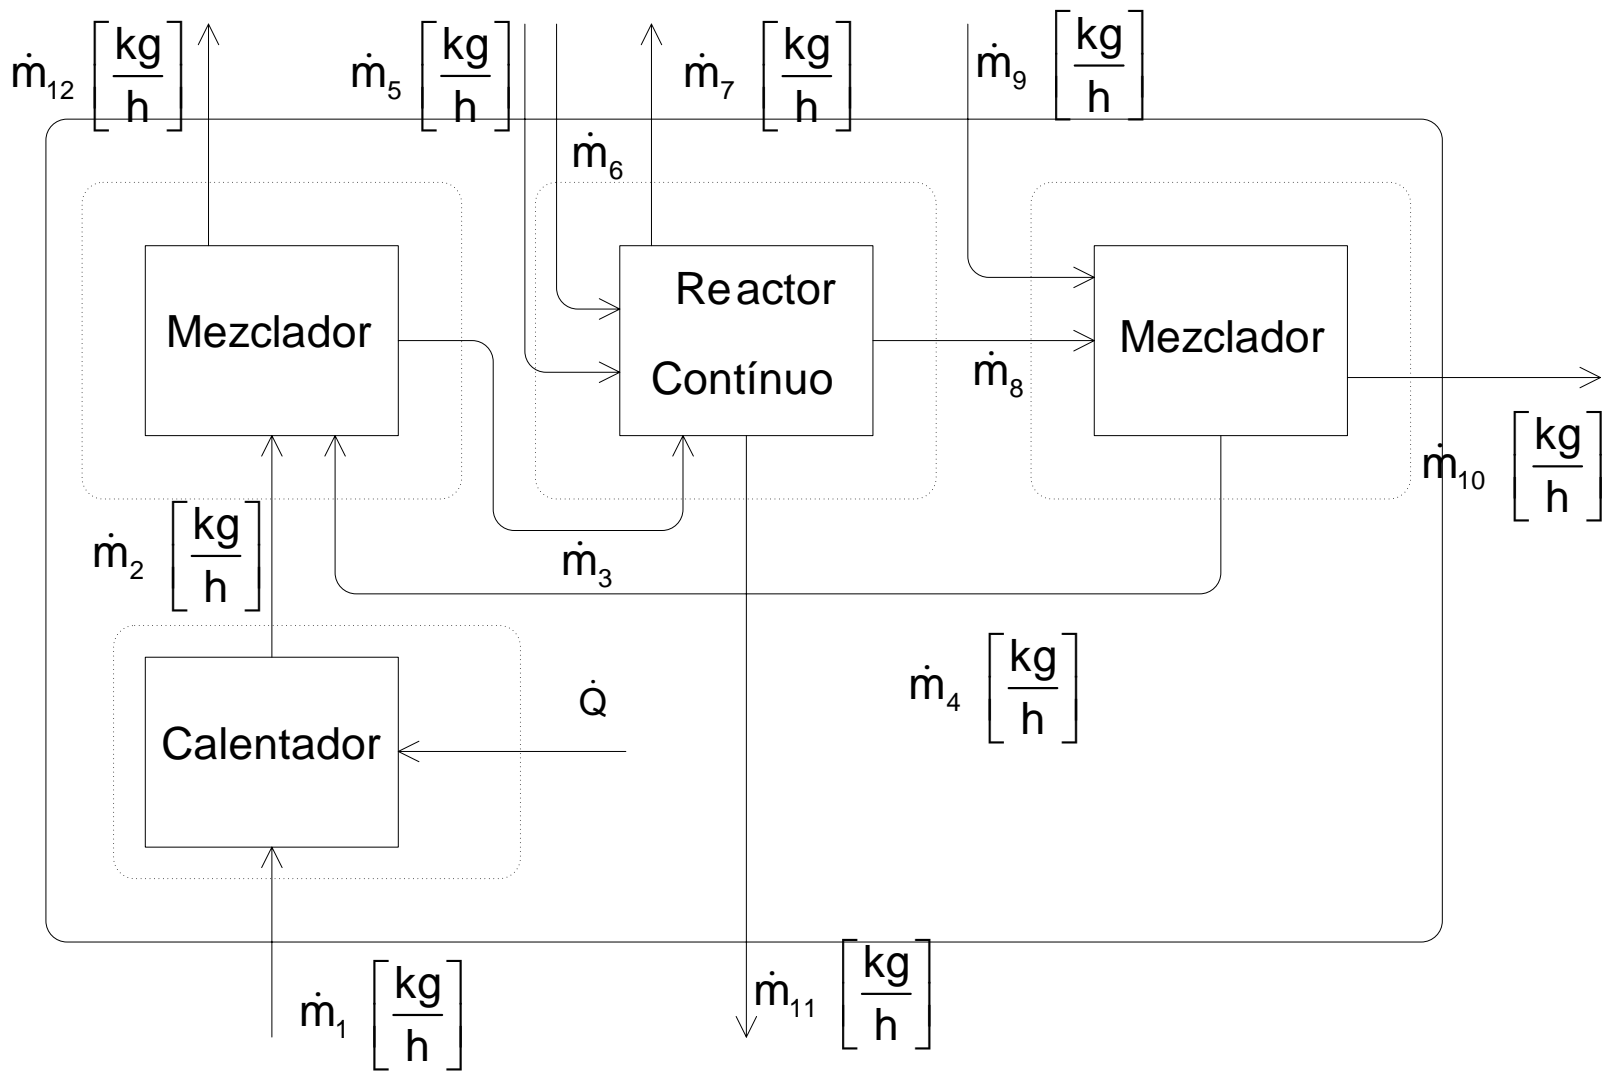 ṁ12 [kg/h]
ṁ5 [kg/h]
ṁ7 [kg/h]
ṁ9 [kg/h]
ṁ6
Mezclador
Reactor
Contínuo
Mezclador
ṁ8
ṁ10 [kg/h]
ṁ2 [kg/h]
ṁ3
ṁ4 [kg/h]
Q̇
Calentador
ṁ1 [kg/h]
ṁ11 [kg/h]